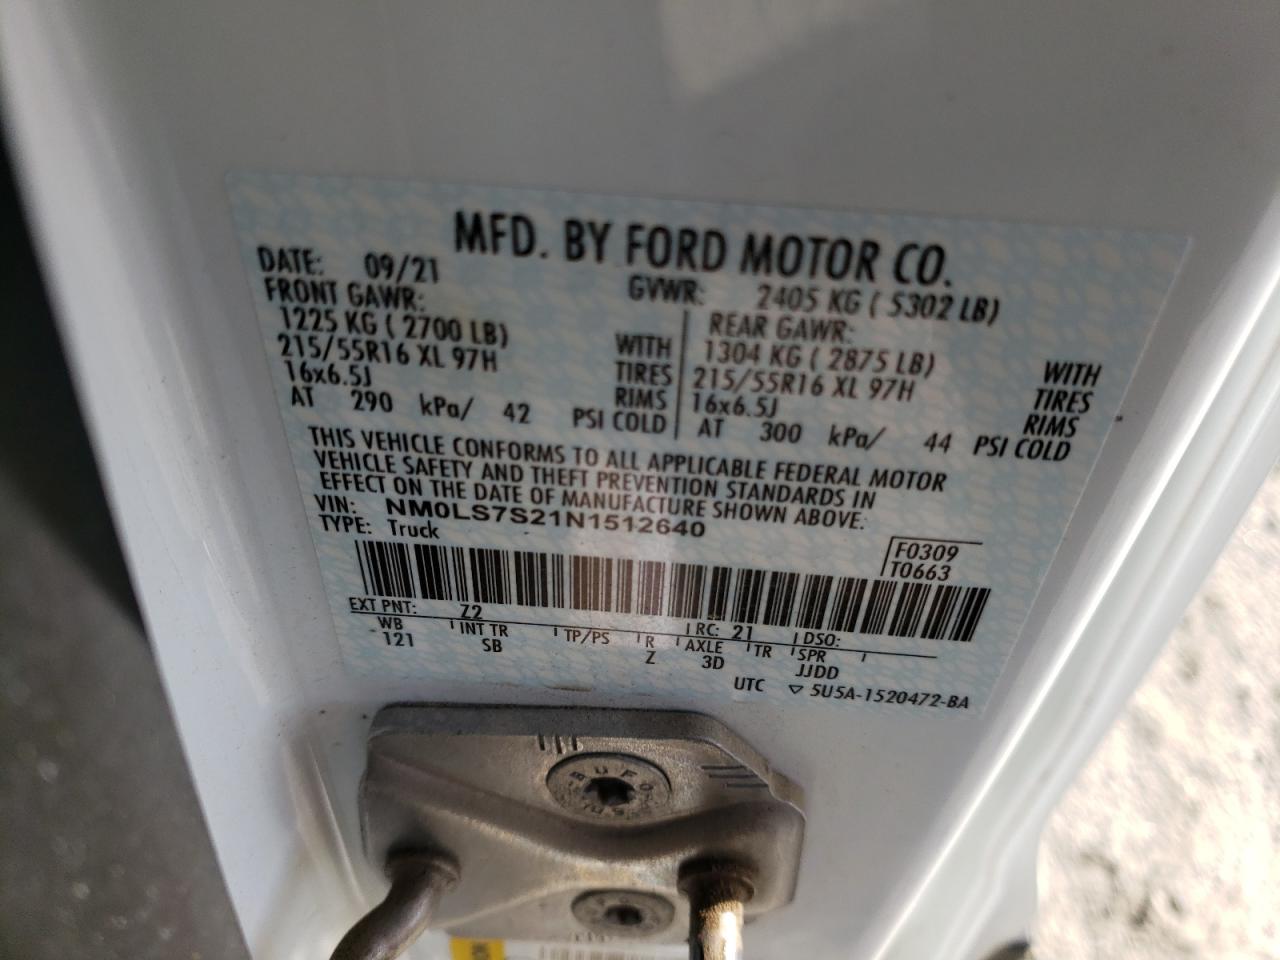 MFD. BY FORD MOTOR CO.
DATE: 09/21 GVWR: 2405 KG ( 5302 LB)
FRONT GAWR: REAR GAWR:
1225 KG ( 2700 LB) WITH 1304 KG ( 2875 LB) WITH
215/55R16 XL 97H TIRES 215/55R16 XL 97H TIRES
16x6.5J RIMS 16x6.5J RIMS
AT 290 kPa/ 42 PSI COLD AT 300 kPa/ 44 PSI COLD
THIS VEHICLE CONFORMS TO ALL APPLICABLE FEDERAL MOTOR
VEHICLE SAFETY AND THEFT PREVENTION STANDARDS IN
EFFECT ON THE DATE OF MANUFACTURE SHOWN ABOVE:
VIN: NM0LS7S21N1512640
TYPE: Truck
F0309
T0663
EXT PNT: Z2 RC: 21 DSO:
WB INT TR TP/PS R AXLE TR SPR
121 SB Z 3D JJDD
UTC ▽ 5U5A-1520472-BA